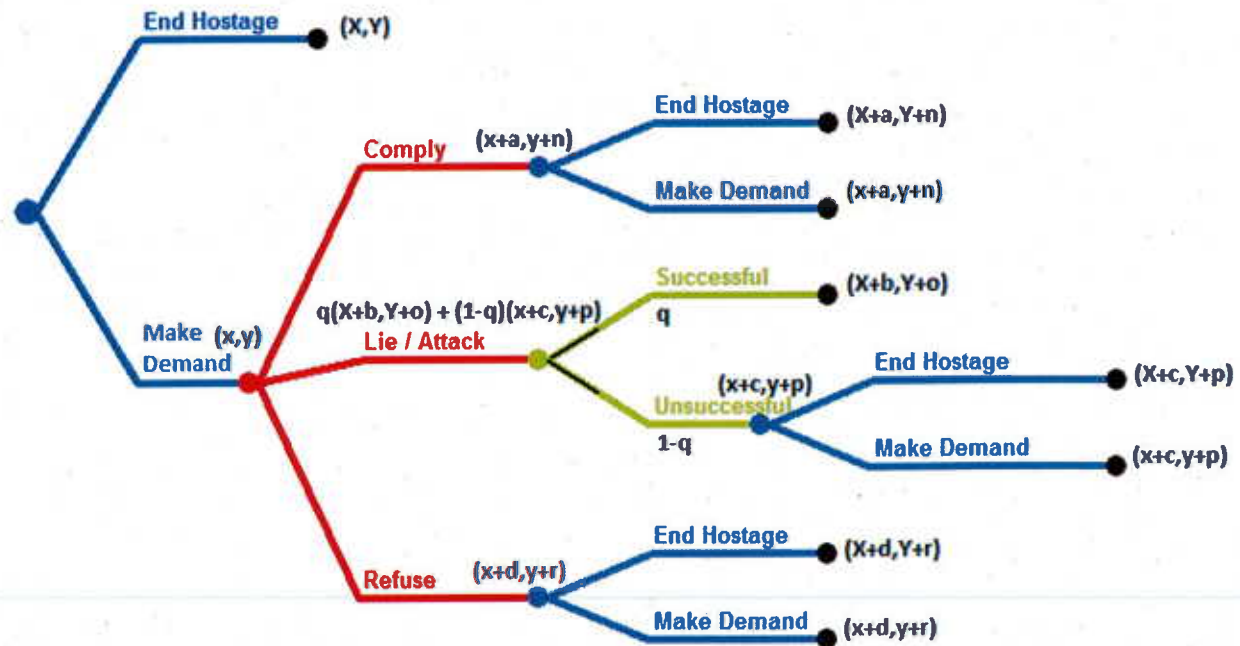 End Hostage
(X,Y)
End Hostage
(X+a,Y+n)
(x+a,y+n)
Comply
Make Demand
(x+a,y+n)
Successful
(X+b,Y+o)
q
q(X+b,Y+o) + (1-q)(x+c,y+p)
Make (x,y)
Demand
Lie / Attack
End Hostage
(X+c,Y+p)
(x+c,y+p)
Unsuccessful
1-q
Make Demand
(x+c,y+p)
End Hostage
(X+d,Y+r)
Refuse
(x+d,y+r)
Make Demand
(x+d,y+r)